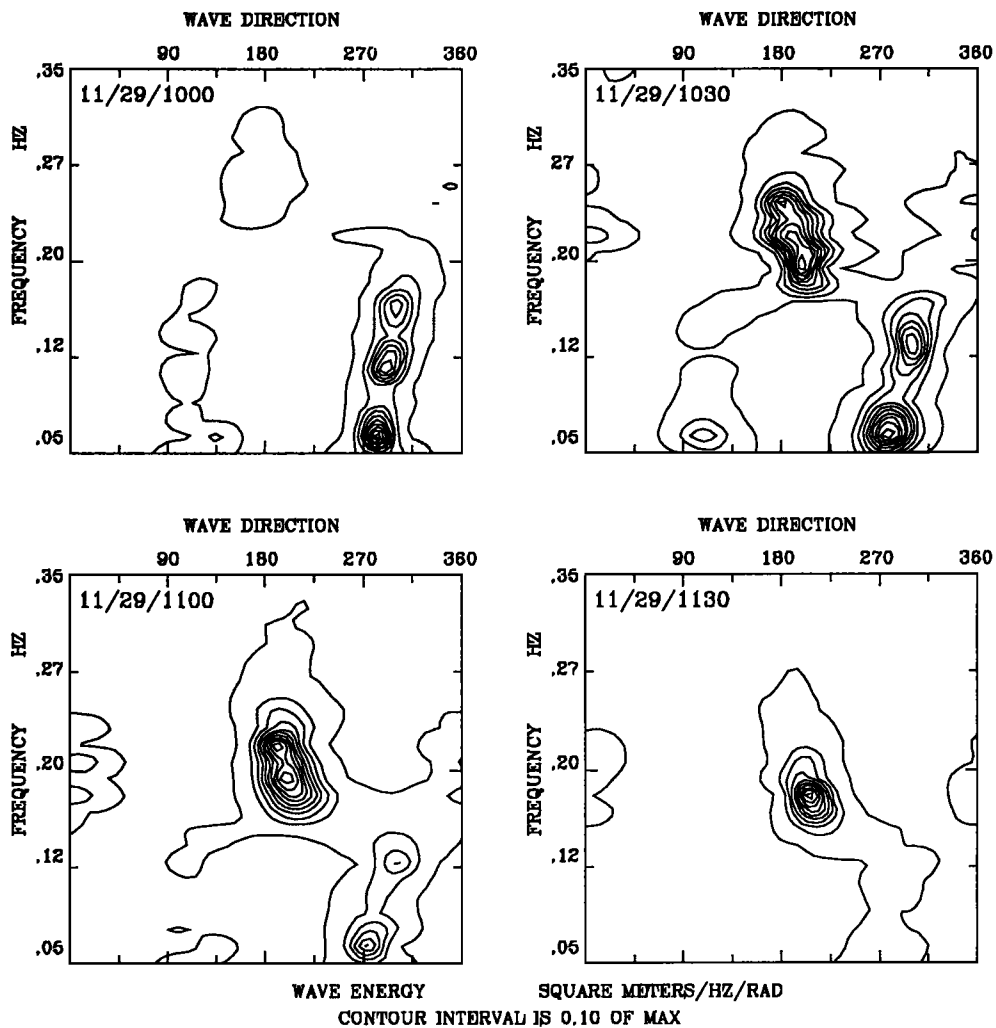 WAVE DIRECTION
90 180 270 360
.35
11/29/1000
HZ
.27
FREQUENCY
.20
.12
.05
WAVE DIRECTION
90 180 270 360
.35
11/29/1030
HZ
.27
FREQUENCY
.20
.12
.05
WAVE DIRECTION
90 180 270 360
.35
11/29/1100
HZ
.27
FREQUENCY
.20
.12
.05
WAVE DIRECTION
90 180 270 360
.35
11/29/1130
HZ
.27
FREQUENCY
.20
.12
.05
WAVE ENERGY SQUARE METERS/HZ/RAD
CONTOUR INTERVAL IS 0.10 OF MAX